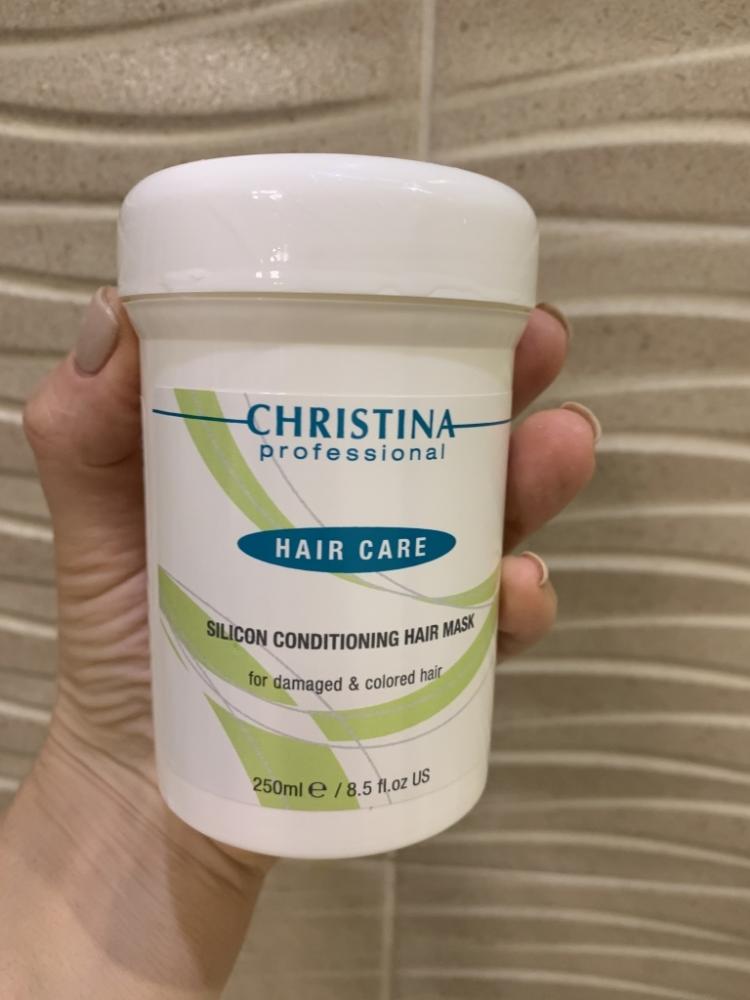 CHRISTINA
professional
HAIR CARE
SILICON CONDITIONING HAIR MASK
for damaged & colored hair
250ml ℮ / 8.5 fl.oz US